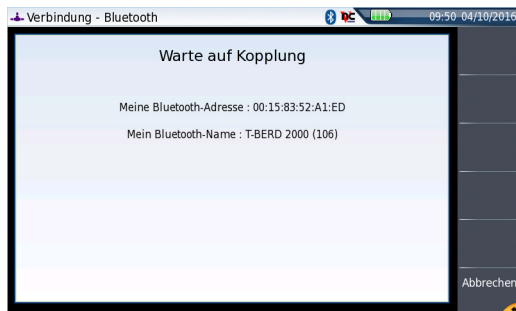 Verbindung - Bluetooth 09:50 04/10/2016
Warte auf Kopplung
Meine Bluetooth-Adresse : 00:15:83:52:A1:ED
Mein Bluetooth-Name : T-BERD 2000 (106)
Abbrechen